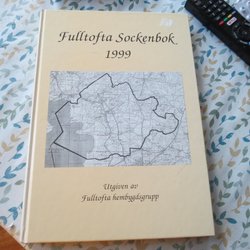 Fulltofta Sockenbok
1999
Utgiven av
Fulltofta hembygdsgrupp